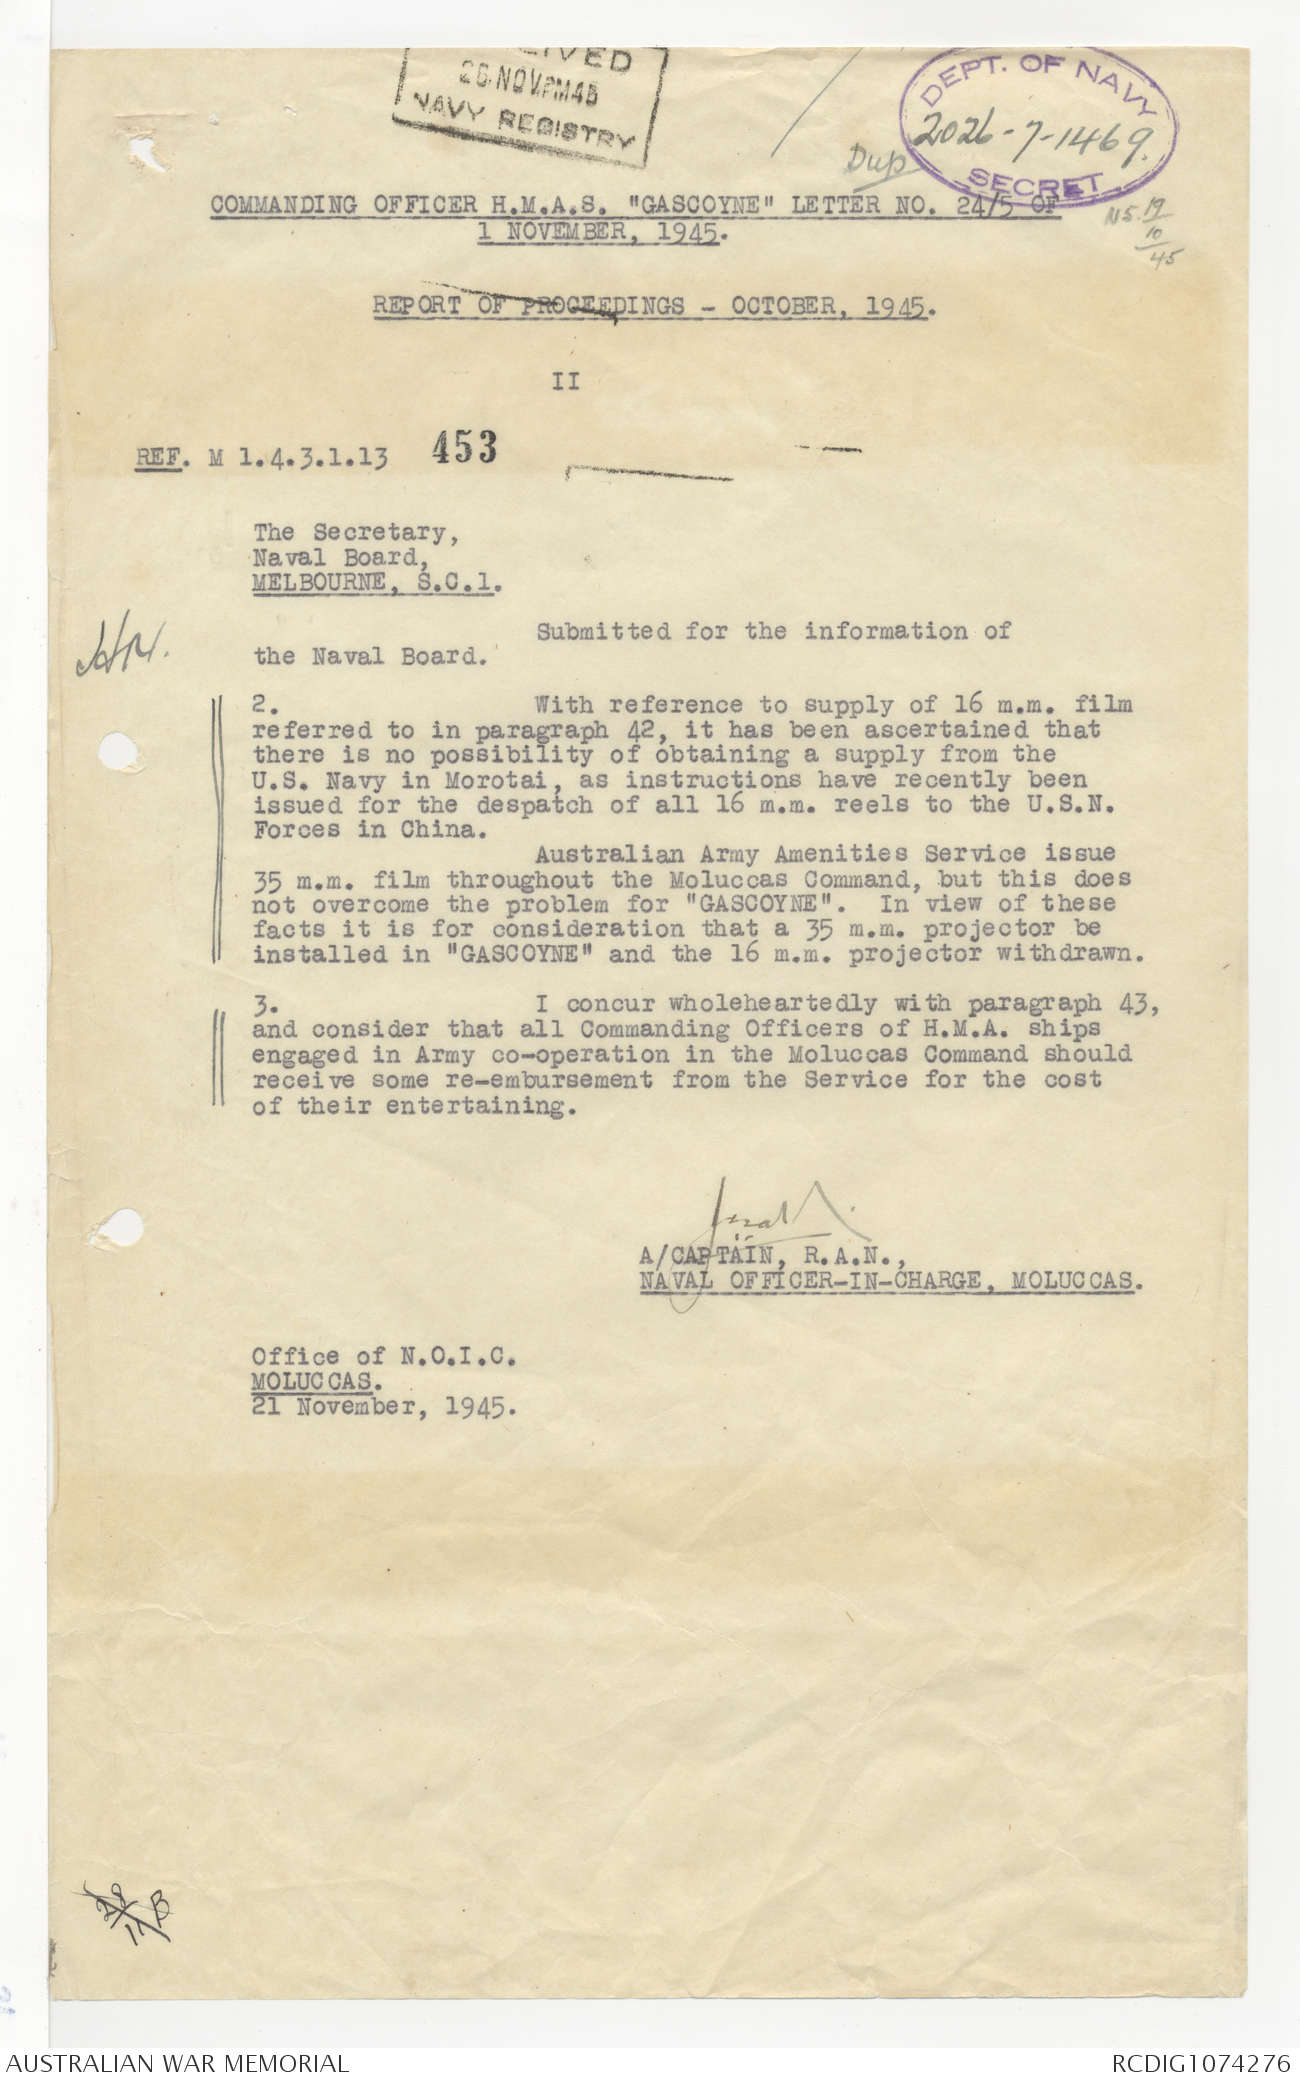 NAVY REGISTRY
DEPT. OF NAVY
2026-7-1469.
SECRET
Dup
COMMANDING OFFICER H.M.A.S. "GASCOYNE" LETTER NO. 24/5 OF
1 NOVEMBER, 1945.
19
10
45
REPORT OF PROCEEDINGS - OCTOBER, 1945.
II
REF. M 1.4.3.1.13 453
The Secretary,
Naval Board,
MELBOURNE, S.C.1.
Submitted for the information of
the Naval Board.
2. With reference to supply of 16 m.m. film
referred to in paragraph 42, it has been ascertained that
there is no possibility of obtaining a supply from the
U.S. Navy in Morotai, as instructions have recently been
issued for the despatch of all 16 m.m. reels to the U.S.N.
Forces in China.
Australian Army Amenities Service issue
35 m.m. film throughout the Moluccas Command, but this does
not overcome the problem for "GASCOYNE". In view of these
facts it is for consideration that a 35 m.m. projector be
installed in "GASCOYNE" and the 16 m.m. projector withdrawn.
3. I concur wholeheartedly with paragraph 43,
and consider that all Commanding Officers of H.M.A. ships
engaged in Army co-operation in the Moluccas Command should
receive some re-embursement from the Service for the cost
of their entertaining.
A/CAPTAIN, R.A.N.,
NAVAL OFFICER-IN-CHARGE, MOLUCCAS.
Office of N.O.I.C.
MOLUCCAS.
21 November, 1945.
AUSTRALIAN WAR MEMORIAL
RCDIG1074276